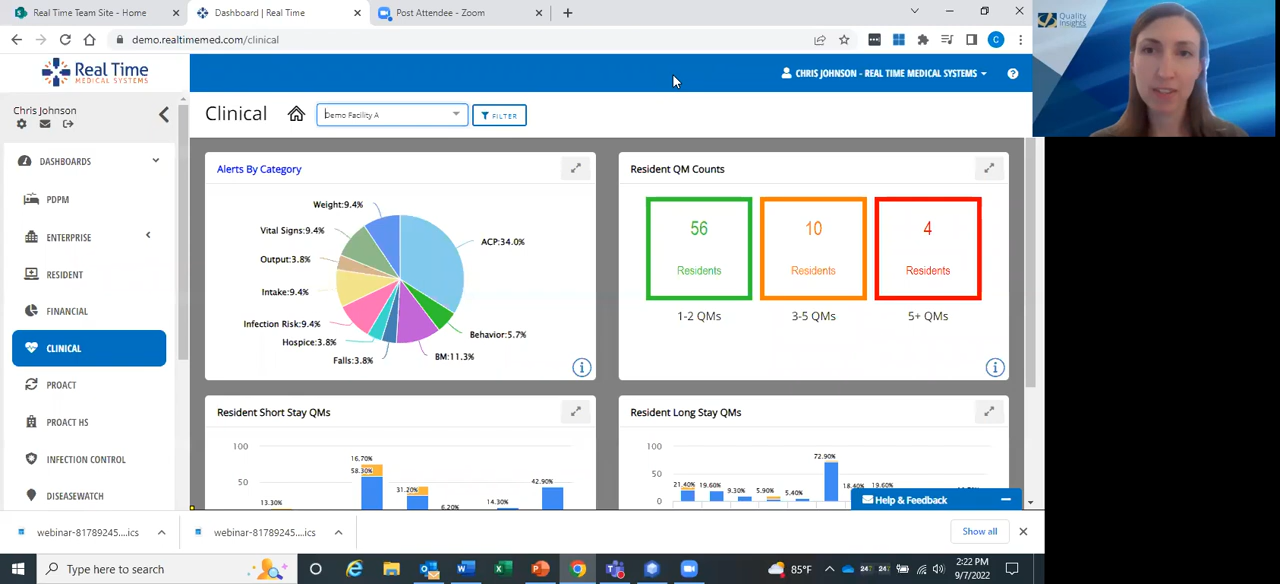 Real Time Team Site - Home
Dashboard | Real Time
Post Attendee - Zoom
demo.realtimemed.com/clinical
C
Quality
Insights
Real Time
MEDICAL SYSTEMS
CHRIS JOHNSON - REAL TIME MEDICAL SYSTEMS
Chris Johnson
Clinical
Demo Facility A
FILTER
DASHBOARDS
PDPM
ENTERPRISE
RESIDENT
FINANCIAL
CLINICAL
PROACT
PROACT HS
INFECTION CONTROL
DISEASEWATCH
Alerts By Category
Weight:9.4%
Vital Signs:9.4%
ACP:34.0%
Output:3.8%
Intake:9.4%
Infection Risk:9.4%
Behavior:5.7%
Hospice:3.8%
BM:11.3%
Falls:3.8%
Resident QM Counts
56 10 4
Residents Residents Residents
1-2 QMs 3-5 QMs 5+ QMs
Resident Short Stay QMs
100
50
13.30%
16.70%
58.30%
31.20%
6.20%
14.30%
42.90%
Resident Long Stay QMs
100
50
0
21.40%
19.60%
9.30%
5.90%
5.40%
72.90%
18.40%
19.60%
Help & Feedback
webinar-81789245....ics
webinar-81789245....ics
Show all
Type here to search
85°F
247 247
2:22 PM
9/7/2022